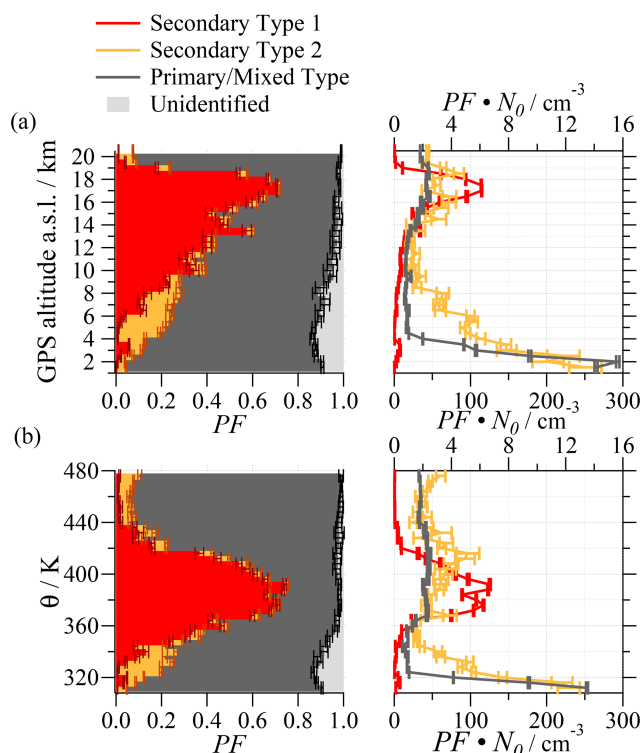 Secondary Type 1
Secondary Type 2
Primary/Mixed Type
Unidentified
(a)
PF • N0 / cm-3
0 4 8 12 16
GPS altitude a.s.l. / km
20
18
16
14
12
10
8
6
4
2
0.0 0.2 0.4 0.6 0.8 1.0
PF
0 100 200 300
PF • N0 / cm-3
(b)
0 4 8 12 16
θ / K
480
440
400
360
320
0.0 0.2 0.4 0.6 0.8 1.0
PF
0 100 200 300
PF • N0 / cm-3